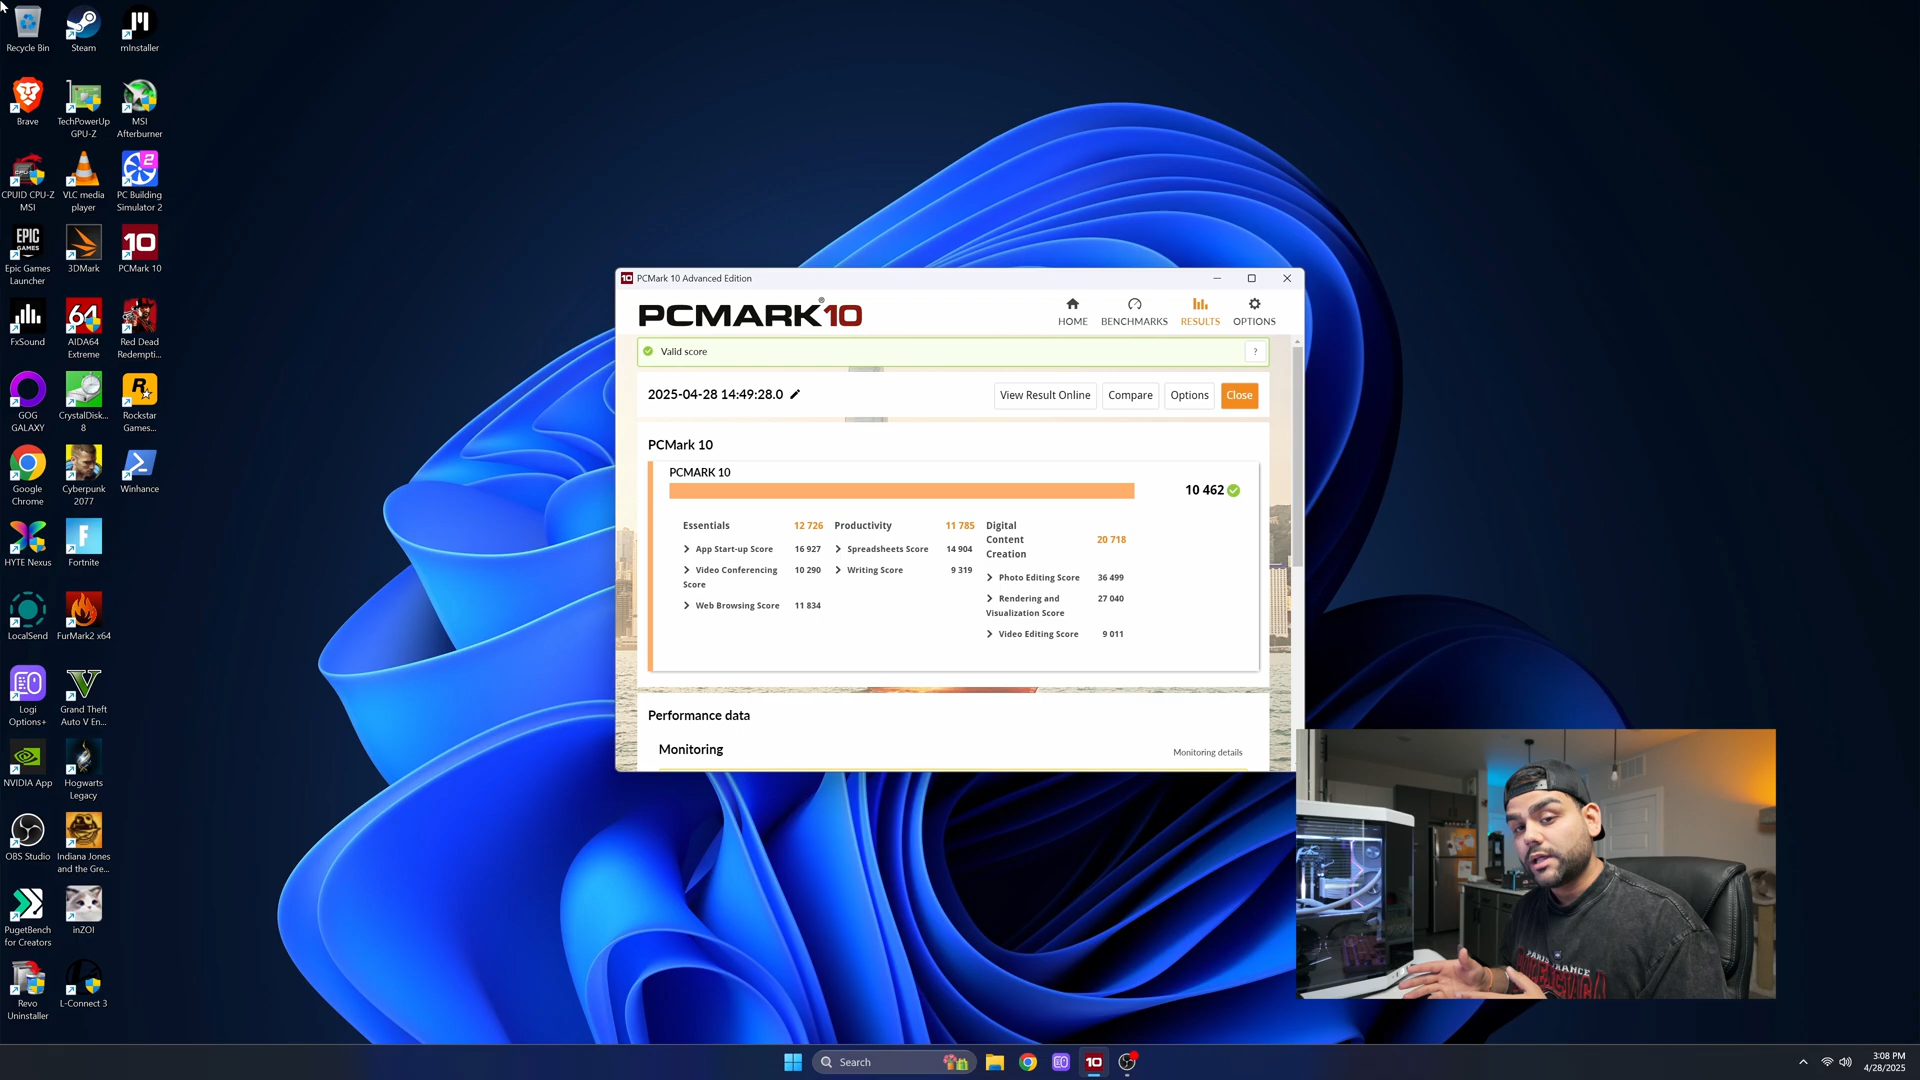 Recycle Bin
Steam
mInstaller
Brave
TechPowerUp
GPU-Z
MSI
Afterburner
CPUID CPU-Z
MSI
VLC media
player
PC Building
Simulator 2
Epic Games
Launcher
3DMark
PCMark 10
FxSound
AIDA64
Extreme
Red Dead
Redempti...
GOG
GALAXY
CrystalDisk...
8
Rockstar
Games...
Google
Chrome
Cyberpunk
2077
Winhance
HYTE Nexus
Fortnite
LocalSend
FurMark2 x64
Logi
Options+
Grand Theft
Auto V En...
NVIDIA App
Hogwarts
Legacy
OBS Studio
Indiana Jones
and the Gre...
PugetBench
for Creators
inZOI
Revo
Uninstaller
L-Connect 3
10 PCMark 10 Advanced Edition
PCMARK®10
HOME
BENCHMARKS
RESULTS
OPTIONS
Valid score
?
2025-04-28 14:49:28.0
View Result Online
Compare
Options
Close
PCMark 10
PCMARK 10
10 462
Essentials 12 726
App Start-up Score 16 927
Video Conferencing 10 290
Score
Web Browsing Score 11 834
Productivity 11 785
Spreadsheets Score 14 904
Writing Score 9 319
Digital
Content 20 718
Creation
Photo Editing Score 36 499
Rendering and 27 040
Visualization Score
Video Editing Score 9 011
Performance data
Monitoring
Monitoring details
PARIS FRANCE
Search
10
3:08 PM
4/28/2025